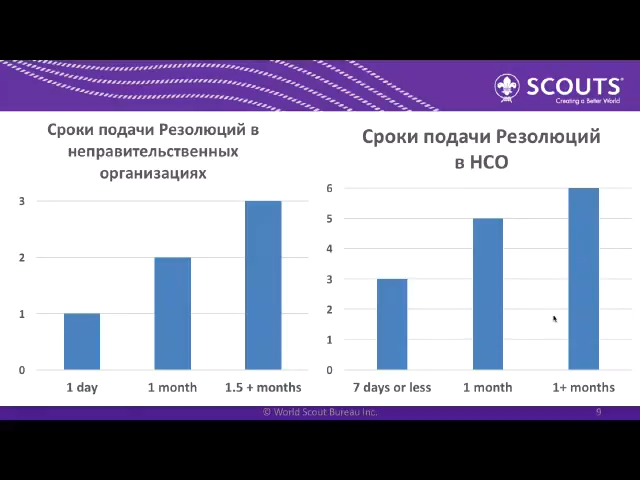 SCOUTS®
Creating a Better World
Сроки подачи Резолюций в
неправительственных
организациях
3
2
1
0
1 day
1 month
1.5 + months
Сроки подачи Резолюций
в НСО
6
5
4
3
2
1
0
7 days or less
1 month
1+ months
© World Scout Bureau Inc.
9